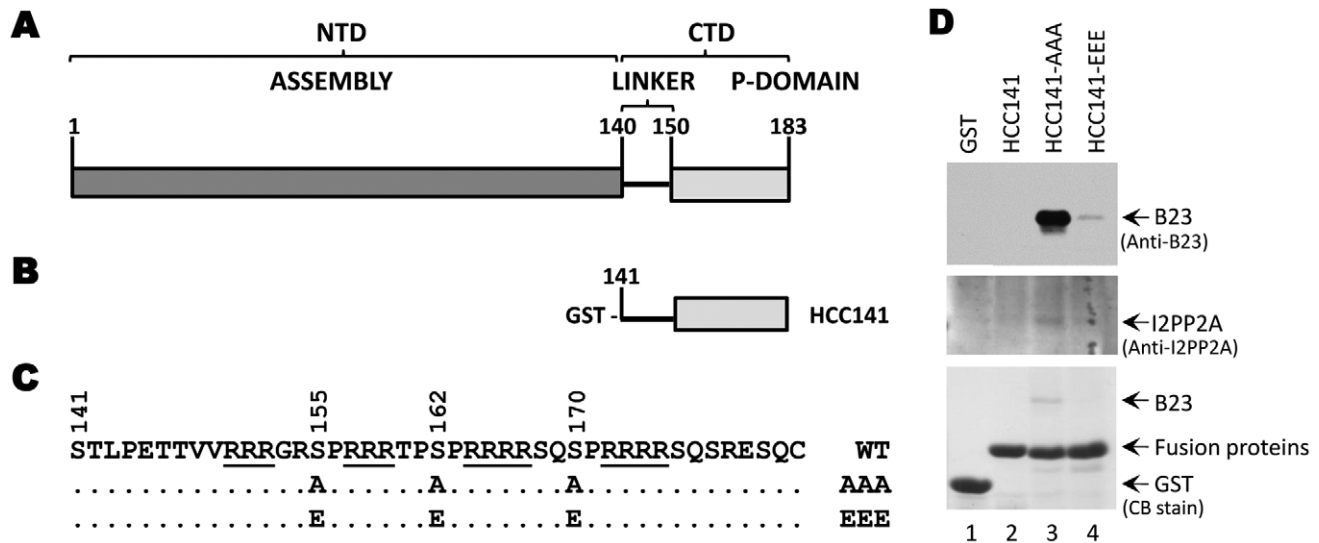 A
NTD
CTD
ASSEMBLY
LINKER
P-DOMAIN
1
140
150
183
B
141
GST -
HCC141
C
141
155
162
170
STLPETTVVRRRGRSPRRRTPSPRRRRSQSPRRRRSQSRESQC WT
..............A......A.......A............. AAA
..............E......E.......E............. EEE
D
GST
HCC141
HCC141-AAA
HCC141-EEE
B23
(Anti-B23)
I2PP2A
(Anti-I2PP2A)
B23
Fusion proteins
GST
(CB stain)
1 2 3 4